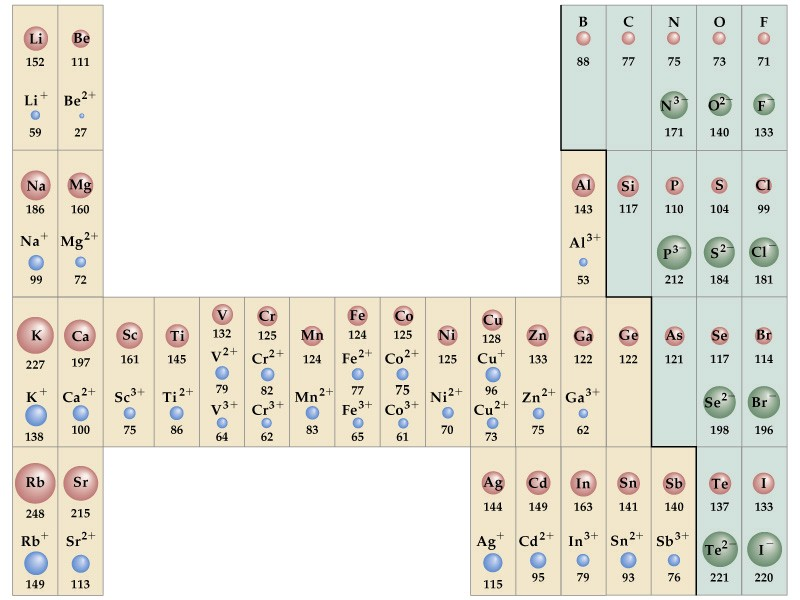 Li Be B C N O F
152 111 88 77 75 73 71
Li⁺ Be²⁺ N³⁻ O²⁻ F⁻
59 27 171 140 133
Na Mg Al Si P S Cl
186 160 143 117 110 104 99
Na⁺ Mg²⁺ Al³⁺ P³⁻ S²⁻ Cl⁻
99 72 53 212 184 181
K Ca Sc Ti V Cr Mn Fe Co Ni Cu Zn Ga Ge As Se Br
227 197 161 145 132 125 124 124 125 125 128 133 122 122 121 117 114
V²⁺ Cr²⁺ Fe²⁺ Co²⁺ Cu⁺
79 82 77 75 96
K⁺ Ca²⁺ Sc³⁺ Ti²⁺ V³⁺ Cr³⁺ Mn²⁺ Fe³⁺ Co³⁺ Ni²⁺ Cu²⁺ Zn²⁺ Ga³⁺ Se²⁻ Br⁻
138 100 75 86 64 62 83 65 61 70 73 75 62 198 196
Rb Sr Ag Cd In Sn Sb Te I
248 215 144 149 163 141 140 137 133
Rb⁺ Sr²⁺ Ag⁺ Cd²⁺ In³⁺ Sn²⁺ Sb³⁺ Te²⁻ I⁻
149 113 115 95 79 93 76 221 220